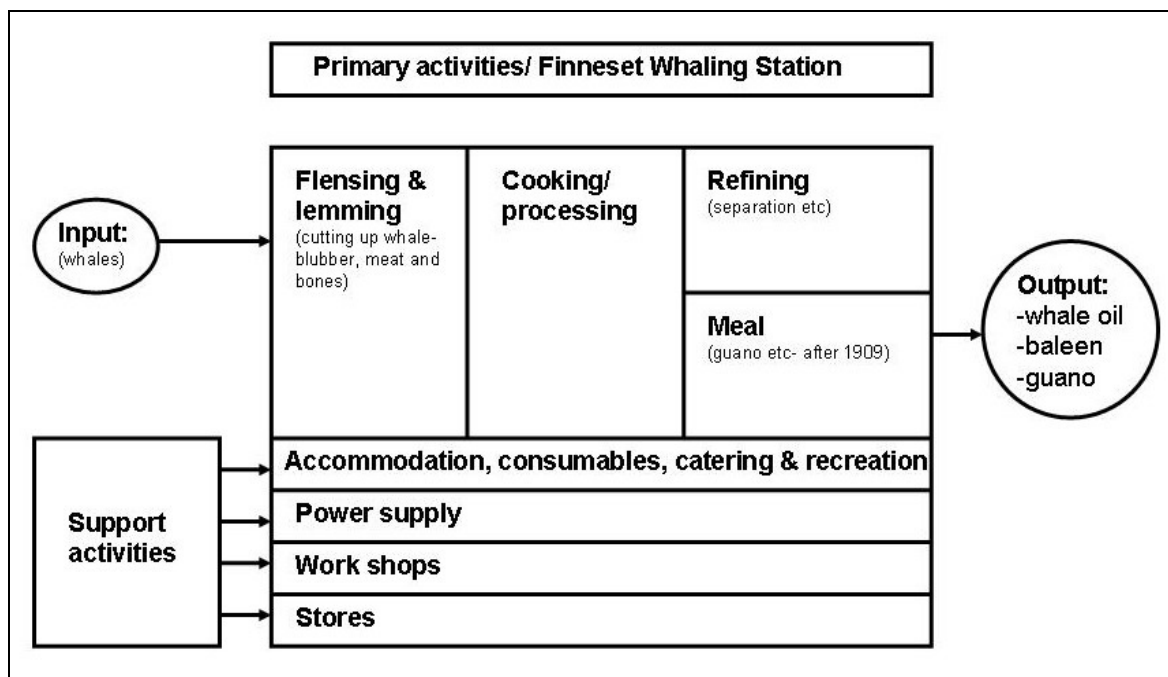 Primary activities/ Finneset Whaling Station
Input:
(whales)
Flensing &
lemming
(cutting up whale-
blubber, meat and
bones)
Cooking/
processing
Refining
(separation etc)
Meal
(guano etc- after 1909)
Output:
-whale oil
-baleen
-guano
Support
activities
Accommodation, consumables, catering & recreation
Power supply
Work shops
Stores